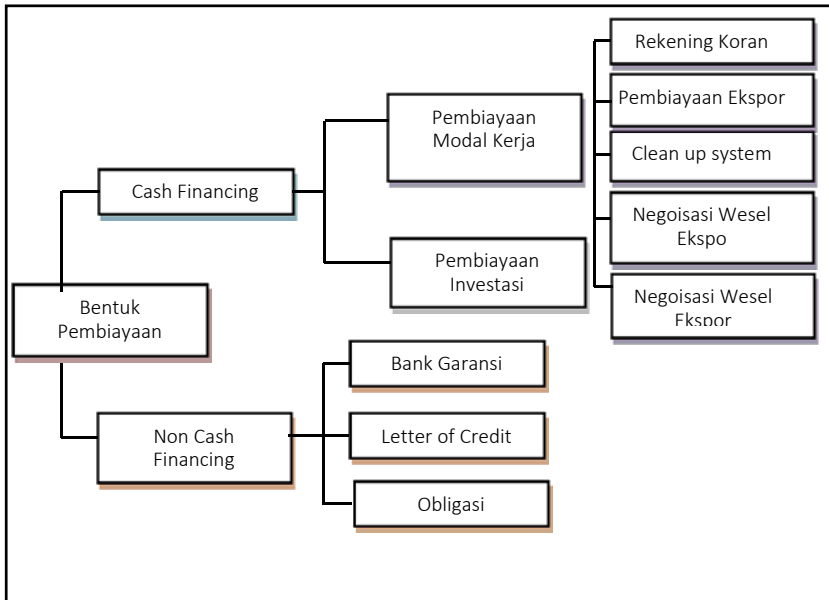 Rekening Koran
Pembiayaan Ekspor
Clean up system
Negoisasi Wesel
Ekspo
Negoisasi Wesel
Ekspor
Pembiayaan
Modal Kerja
Pembiayaan
Investasi
Cash Financing
Bentuk
Pembiayaan
Non Cash
Financing
Bank Garansi
Letter of Credit
Obligasi